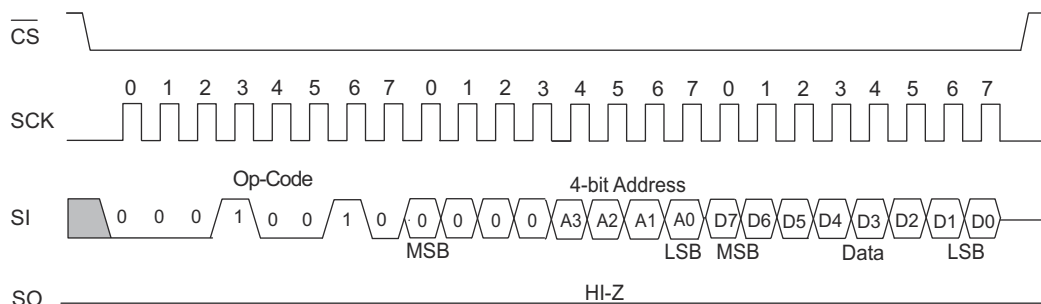 CS
0 1 2 3 4 5 6 7 0 1 2 3 4 5 6 7 0 1 2 3 4 5 6 7
SCK
Op-Code 4-bit Address
SI 0 0 0 1 0 0 1 0 0 0 0 0 A3 A2 A1 A0 D7 D6 D5 D4 D3 D2 D1 D0
MSB LSB MSB Data LSB
HI-Z
SO